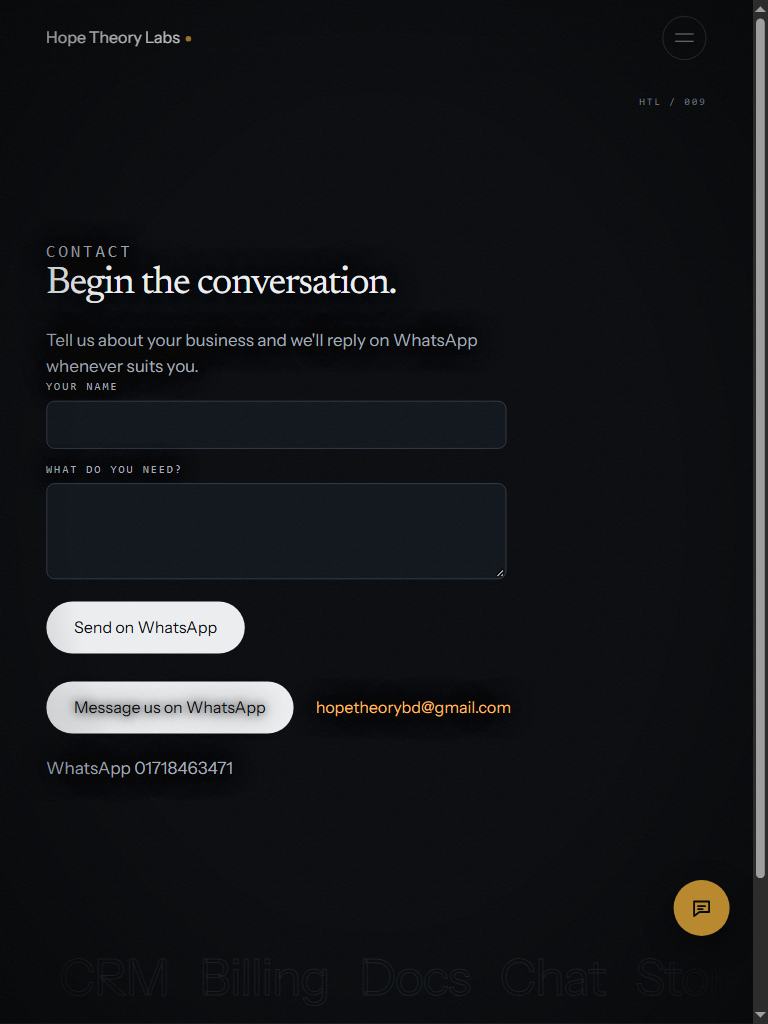 Hope Theory Labs
HTL / 009
CONTACT
Begin the conversation.
Tell us about your business and we'll reply on WhatsApp
whenever suits you.
YOUR NAME
WHAT DO YOU NEED?
Send on WhatsApp
Message us on WhatsApp
hopetheorybd@gmail.com
WhatsApp 01718463471
CRM Billing Docs Chat